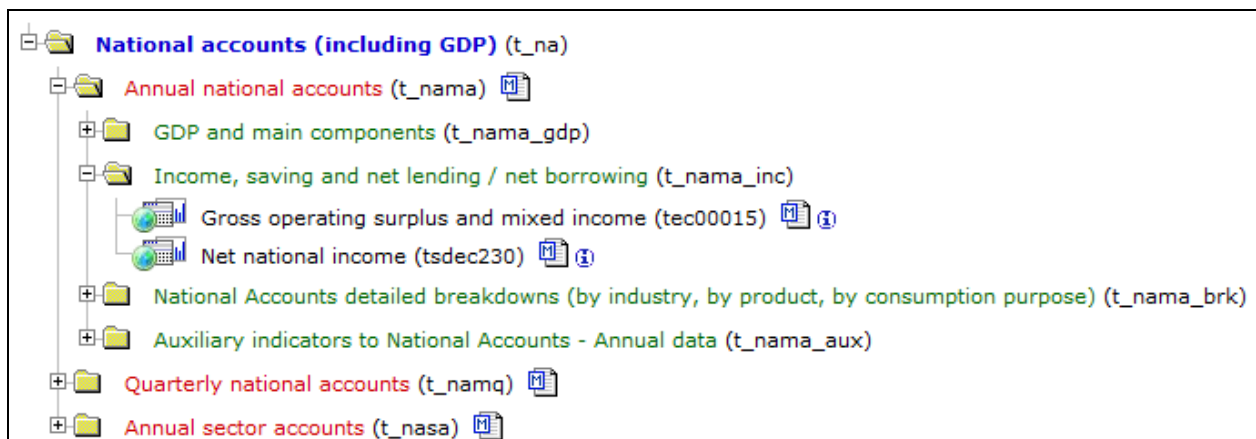 National accounts (including GDP) (t_na)
Annual national accounts (t_nama) M
GDP and main components (t_nama_gdp)
Income, saving and net lending / net borrowing (t_nama_inc)
Gross operating surplus and mixed income (tec00015) M i
Net national income (tsdec230) M i
National Accounts detailed breakdowns (by industry, by product, by consumption purpose) (t_nama_brk)
Auxiliary indicators to National Accounts - Annual data (t_nama_aux)
Quarterly national accounts (t_namq) M
Annual sector accounts (t_nasa) M